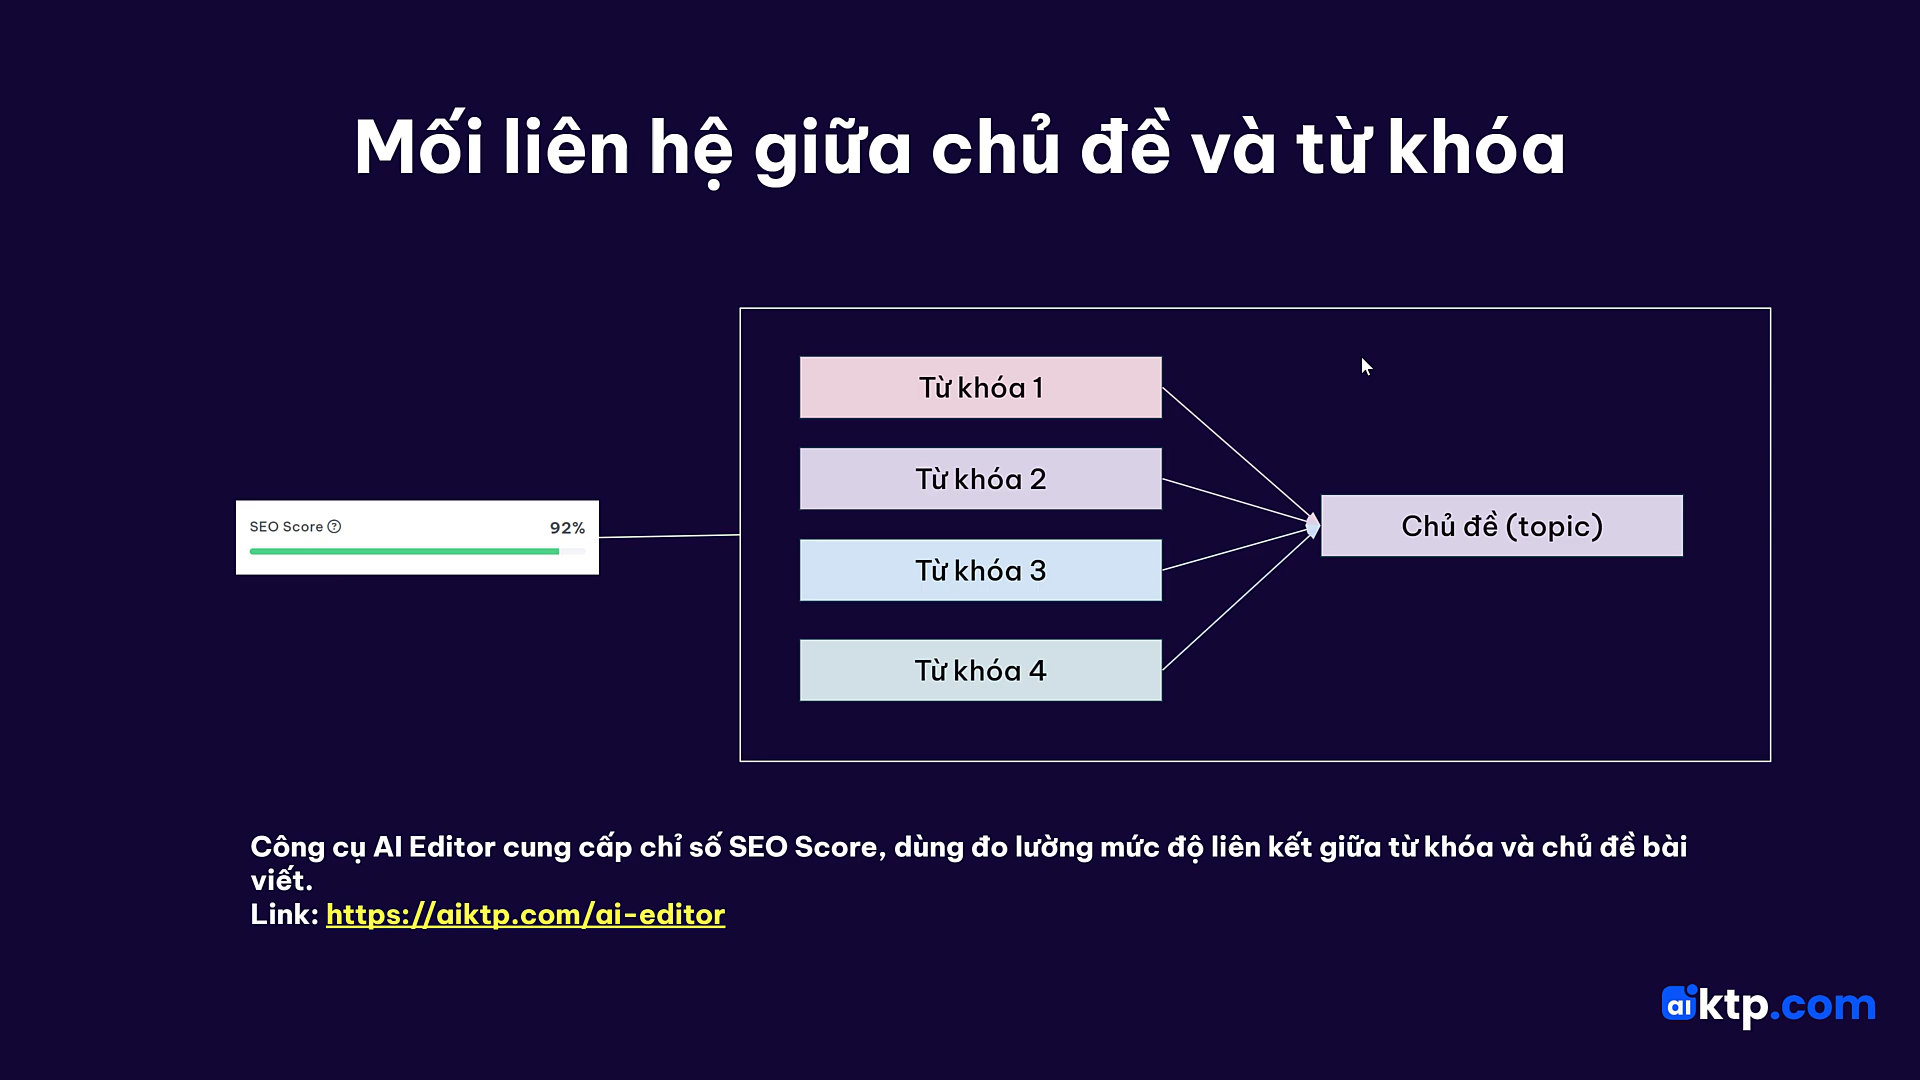 Mối liên hệ giữa chủ đề và từ khóa
Từ khóa 1
Từ khóa 2
Từ khóa 3
Từ khóa 4
Chủ đề (topic)
SEO Score
92%
Công cụ AI Editor cung cấp chỉ số SEO Score, dùng đo lường mức độ liên kết giữa từ khóa và chủ đề bài
viết.
Link: https://aiktp.com/ai-editor
aiktp.com